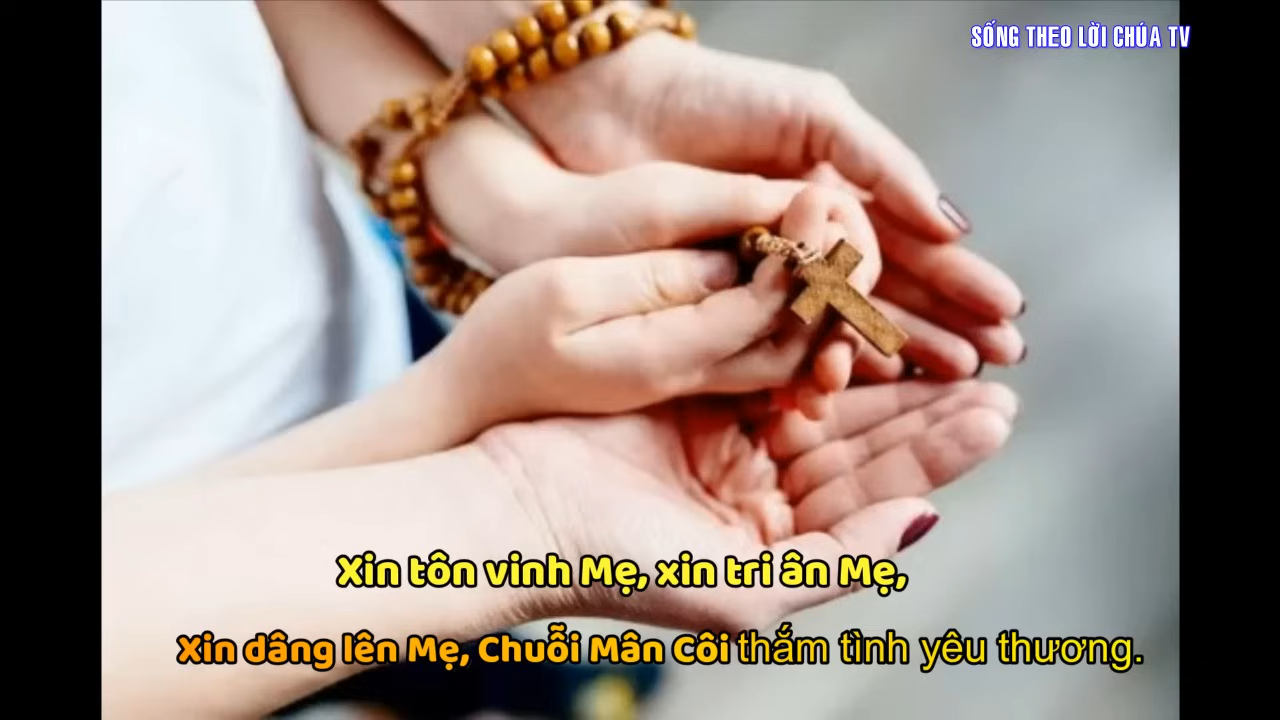 SỐNG THEO LỜI CHÚA TV
Xin tôn vinh Mẹ, xin tri ân Mẹ,
Xin dâng lên Mẹ, Chuỗi Mân Côi thắm tình yêu thương.